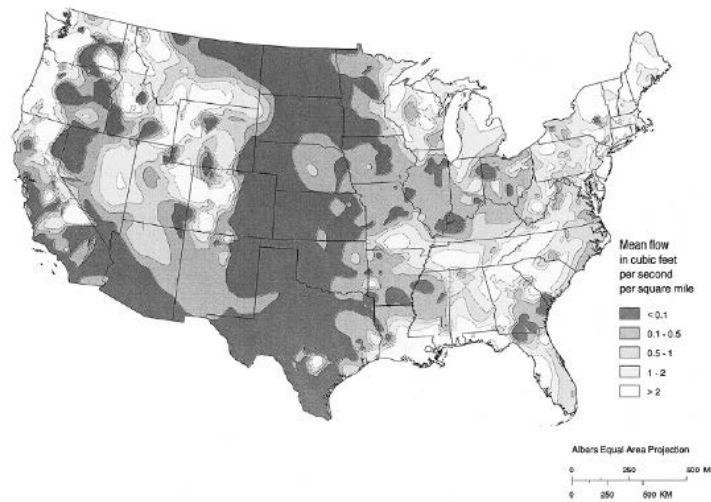 Mean flow
in cubic feet
per second
per square mile
< 0.1
0.1 - 0.5
0.5 - 1
1 - 2
> 2
Albers Equal Area Projection
0 250 500 M
0 250 500 KM